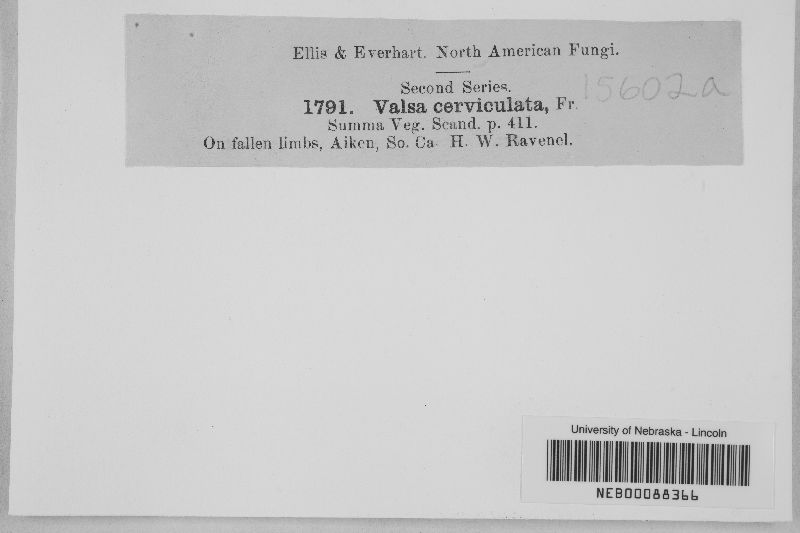 Ellis & Everhart. North American Fungi.
Second Series.
15602a
1791. Valsa cerviculata, Fr.
Summa Veg. Scand. p. 411.
On fallen limbs, Aiken, So. Ca. H. W. Ravenel.
University of Nebraska - Lincoln
NEB00088366